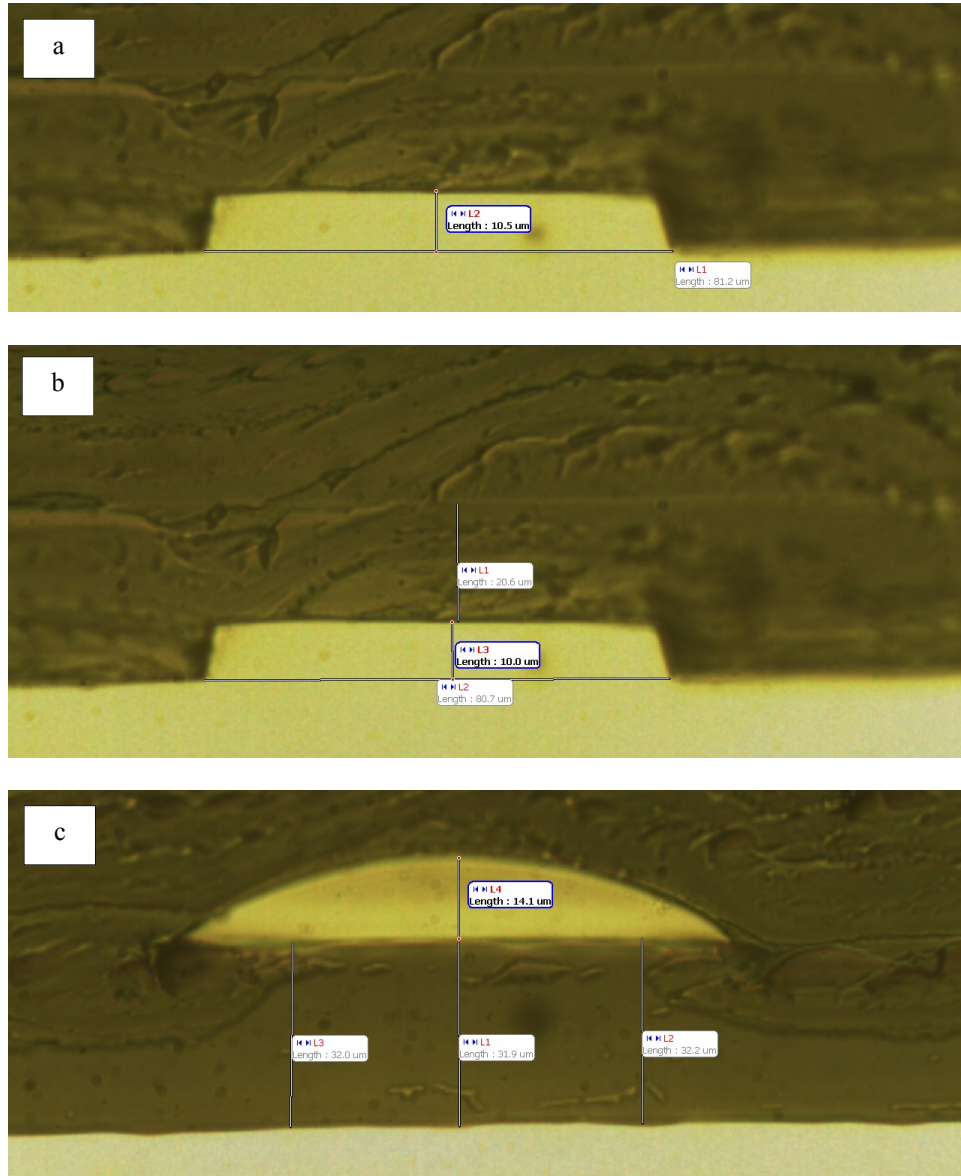 a
L2
Length : 10.5 um
L1
Length : 81.2 um
b
L1
Length : 20.6 um
L3
Length : 10.0 um
L2
Length : 80.7 um
c
L4
Length : 14.1 um
L3
Length : 32.0 um
L1
Length : 31.9 um
L2
Length : 32.2 um